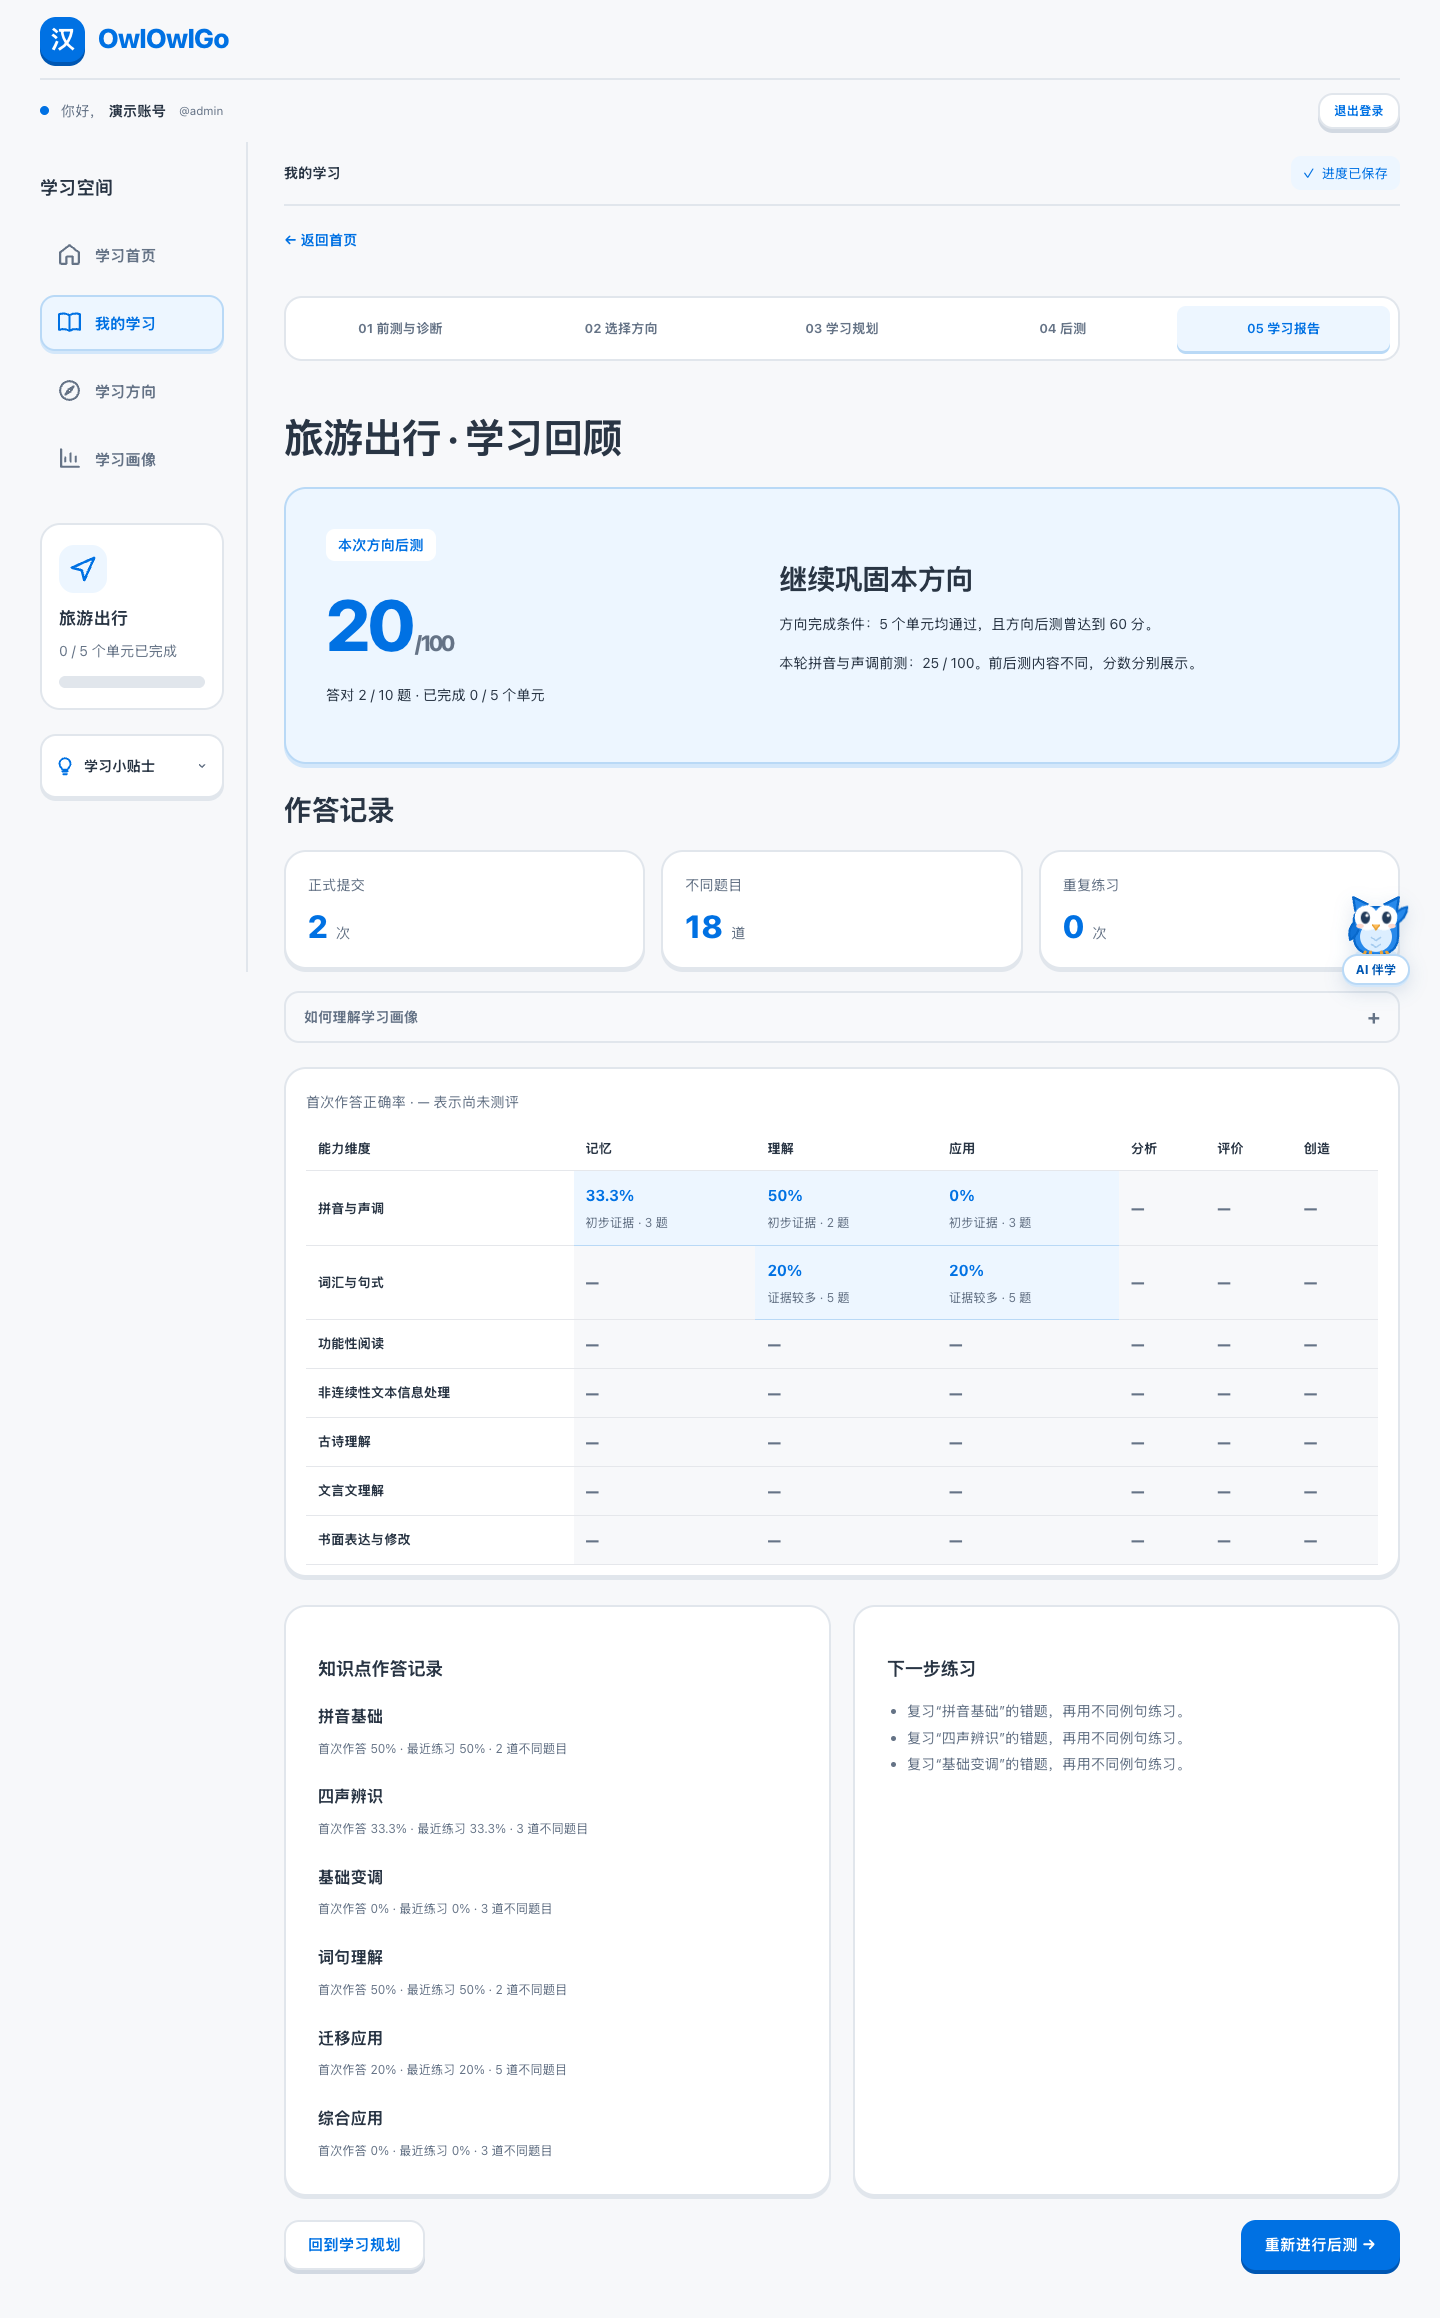 汉 OwlOwlGo
你好， 演示账号 @admin
退出登录
学习空间
学习首页
我的学习
学习方向
学习画像
旅游出行
0 / 5 个单元已完成
学习小贴士
我的学习
✓ 进度已保存
← 返回首页
01 前测与诊断 02 选择方向 03 学习规划 04 后测 05 学习报告
旅游出行 · 学习回顾
本次方向后测
20/100
答对 2 / 10 题 · 已完成 0 / 5 个单元
继续巩固本方向
方向完成条件：5 个单元均通过，且方向后测曾达到 60 分。
本轮拼音与声调前测：25 / 100。前后测内容不同，分数分别展示。
作答记录
正式提交
2 次
不同题目
18 道
重复练习
0 次
AI 伴学
如何理解学习画像 +
首次作答正确率 · — 表示尚未测评
能力维度 记忆 理解 应用 分析 评价 创造
拼音与声调 33.3% 50% 0% — — —
初步证据 · 3 题 初步证据 · 2 题 初步证据 · 3 题
词汇与句式 — 20% 20% — — —
证据较多 · 5 题 证据较多 · 5 题
功能性阅读 — — — — — —
非连续性文本信息处理 — — — — — —
古诗理解 — — — — — —
文言文理解 — — — — — —
书面表达与修改 — — — — — —
知识点作答记录
拼音基础
首次作答 50% · 最近练习 50% · 2 道不同题目
四声辨识
首次作答 33.3% · 最近练习 33.3% · 3 道不同题目
基础变调
首次作答 0% · 最近练习 0% · 3 道不同题目
词句理解
首次作答 50% · 最近练习 50% · 2 道不同题目
迁移应用
首次作答 20% · 最近练习 20% · 5 道不同题目
综合应用
首次作答 0% · 最近练习 0% · 3 道不同题目
下一步练习
• 复习“拼音基础”的错题，再用不同例句练习。
• 复习“四声辨识”的错题，再用不同例句练习。
• 复习“基础变调”的错题，再用不同例句练习。
回到学习规划
重新进行后测 →